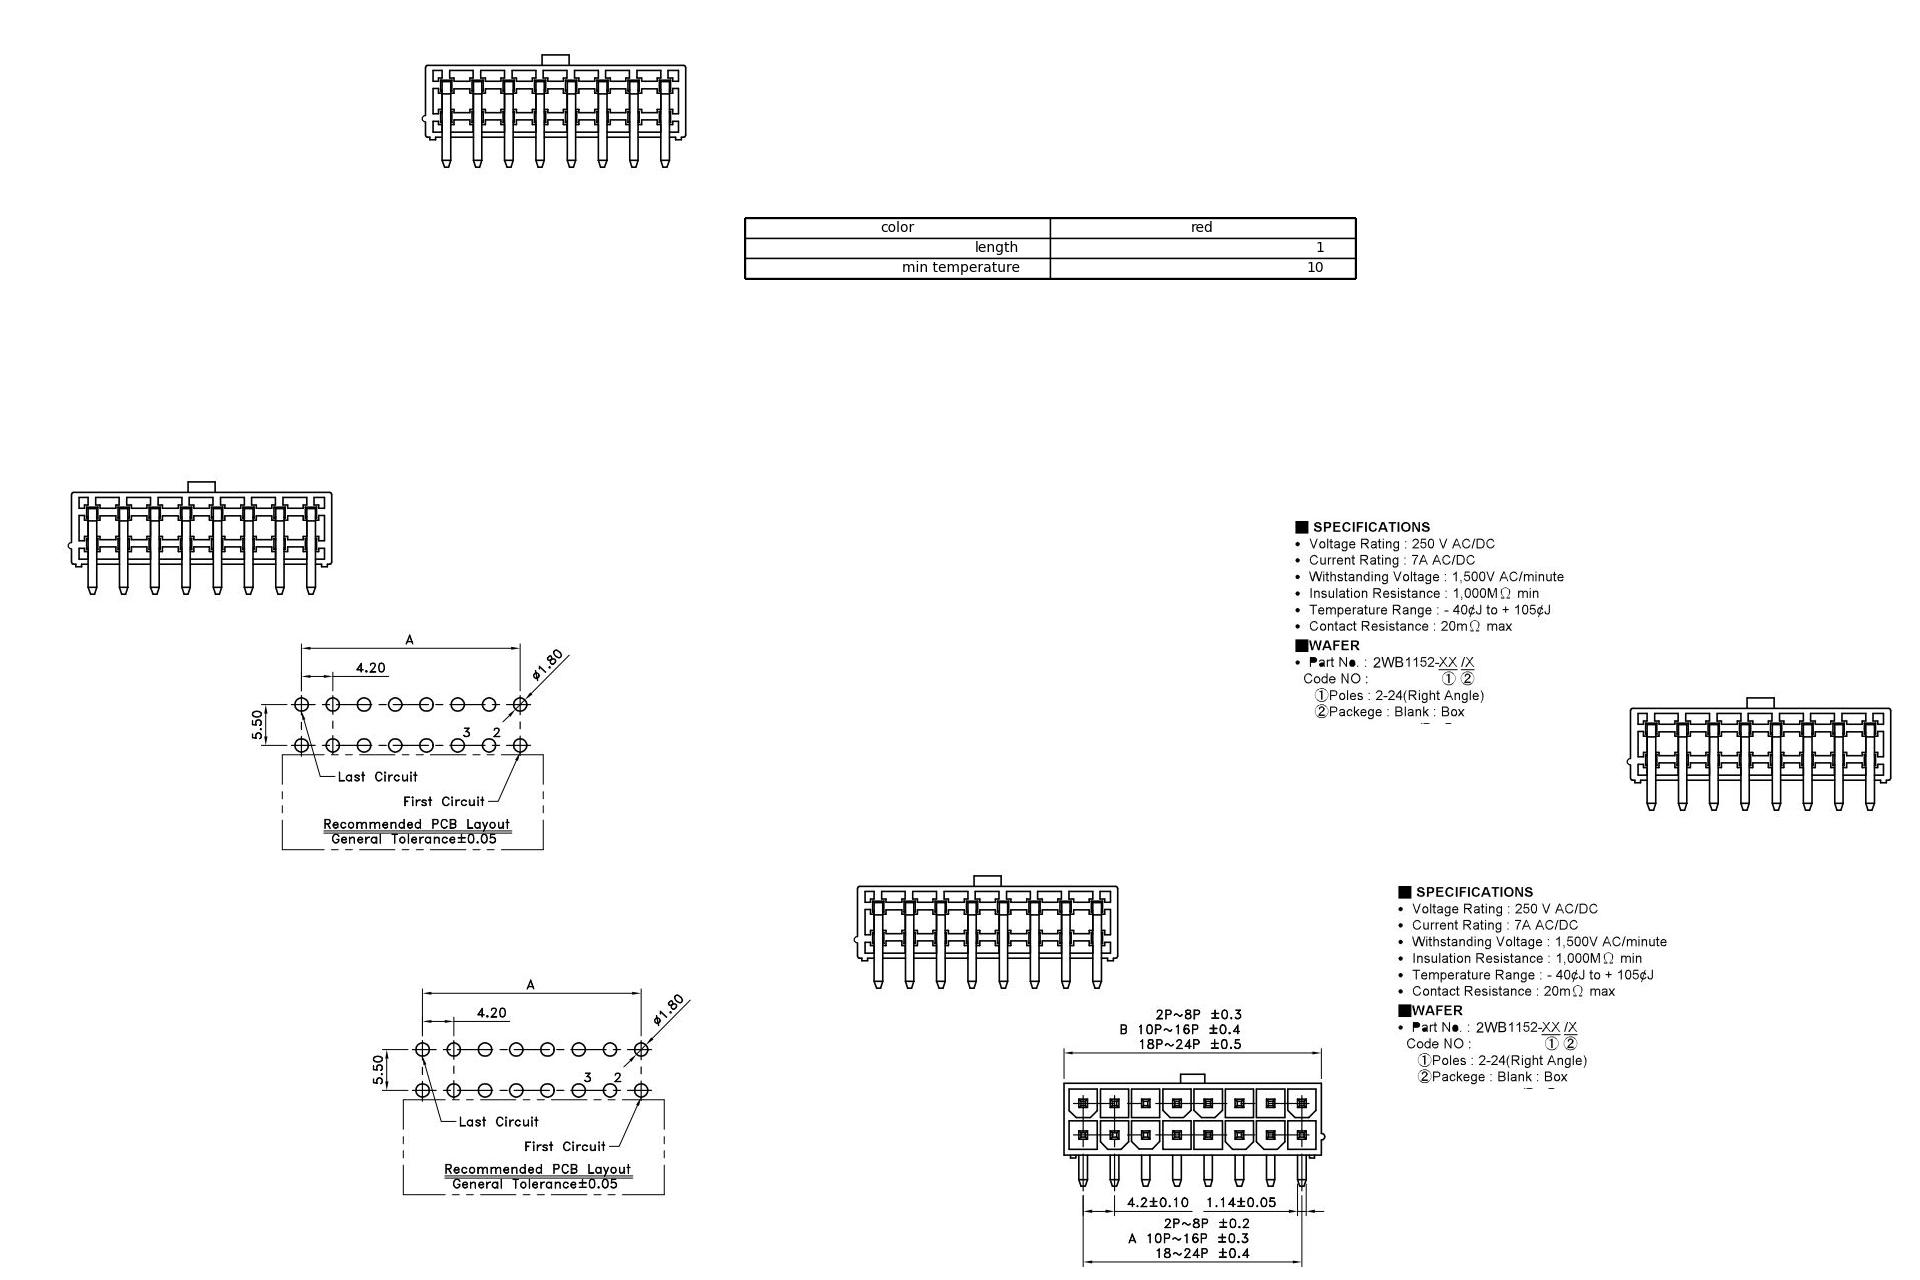 color red
length 1
min temperature 10
■ SPECIFICATIONS
• Voltage Rating : 250 V AC/DC
• Current Rating : 7A AC/DC
• Withstanding Voltage : 1,500V AC/minute
• Insulation Resistance : 1,000MΩ min
• Temperature Range : - 40¢J to + 105¢J
• Contact Resistance : 20mΩ max
■WAFER
• Part No. : 2WB1152-XX /X
Code NO : ① ②
①Poles : 2-24(Right Angle)
②Packege : Blank : Box
A
4.20
ø1.80
5.50
3 2
Last Circuit
First Circuit
Recommended PCB Layout
General Tolerance±0.05
■ SPECIFICATIONS
• Voltage Rating : 250 V AC/DC
• Current Rating : 7A AC/DC
• Withstanding Voltage : 1,500V AC/minute
• Insulation Resistance : 1,000MΩ min
• Temperature Range : - 40¢J to + 105¢J
• Contact Resistance : 20mΩ max
■WAFER
• Part No. : 2WB1152-XX /X
Code NO : ① ②
①Poles : 2-24(Right Angle)
②Packege : Blank : Box
A
4.20
ø1.80
5.50
3 2
Last Circuit
First Circuit
Recommended PCB Layout
General Tolerance±0.05
2P~8P ±0.3
B 10P~16P ±0.4
18P~24P ±0.5
4.2±0.10 1.14±0.05
2P~8P ±0.2
A 10P~16P ±0.3
18~24P ±0.4